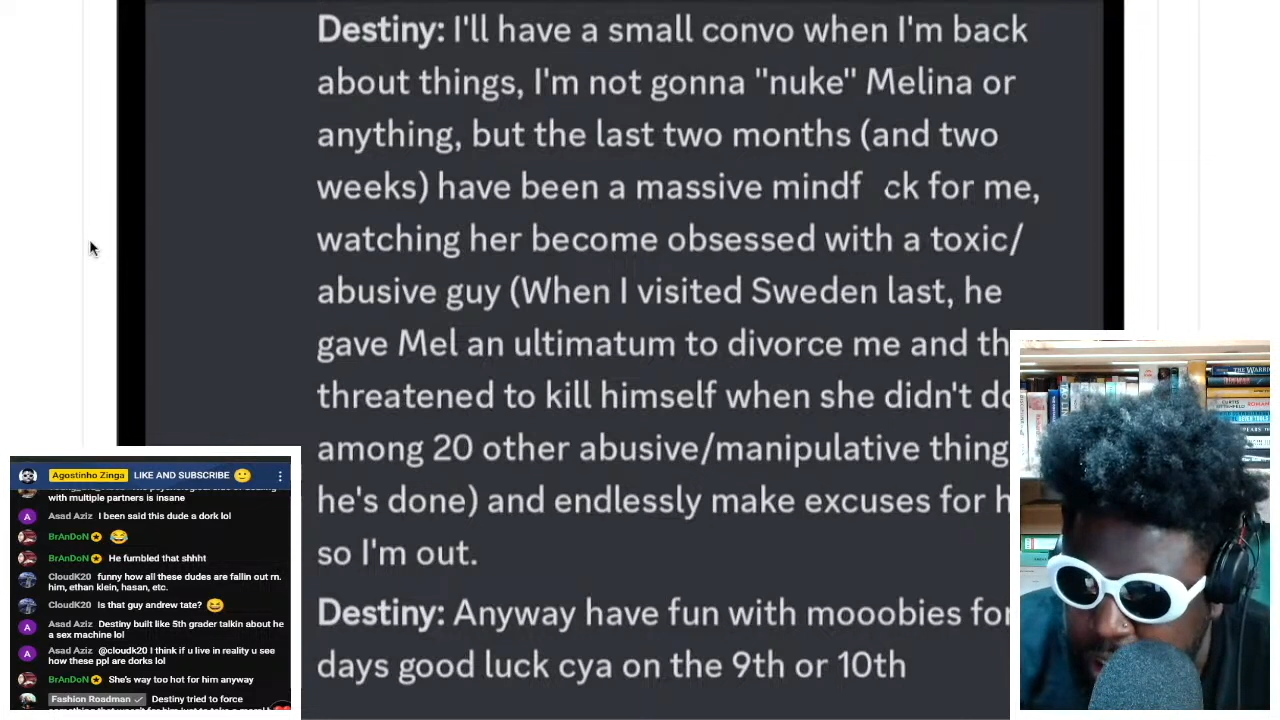 Destiny: I'll have a small convo when I'm back
about things, I'm not gonna "nuke" Melina or
anything, but the last two months (and two
weeks) have been a massive mindf ck for me,
watching her become obsessed with a toxic/
abusive guy (When I visited Sweden last, he
gave Mel an ultimatum to divorce me and th
threatened to kill himself when she didn't do
among 20 other abusive/manipulative thing
he's done) and endlessly make excuses for h
so I'm out.
Destiny: Anyway have fun with mooobies for
days good luck cya on the 9th or 10th
Agostinho Zinga LIKE AND SUBSCRIBE 🙂
with multiple partners is insane
Asad Aziz I been said this dude a dork lol
BrAnDoN 😂
BrAnDoN He fumbled that shhht
CloudK20 funny how all these dudes are fallin out rn.
him, ethan klein, hasan, etc.
CloudK20 Is that guy andrew tate? 😂
Asad Aziz Destiny built like 5th grader talkin about he
a sex machine lol
Asad Aziz @cloudk20 I think if u live in reality u see
how these ppl are dorks lol
BrAnDoN She's way too hot for him anyway
Fashion Roadman Destiny tried to force